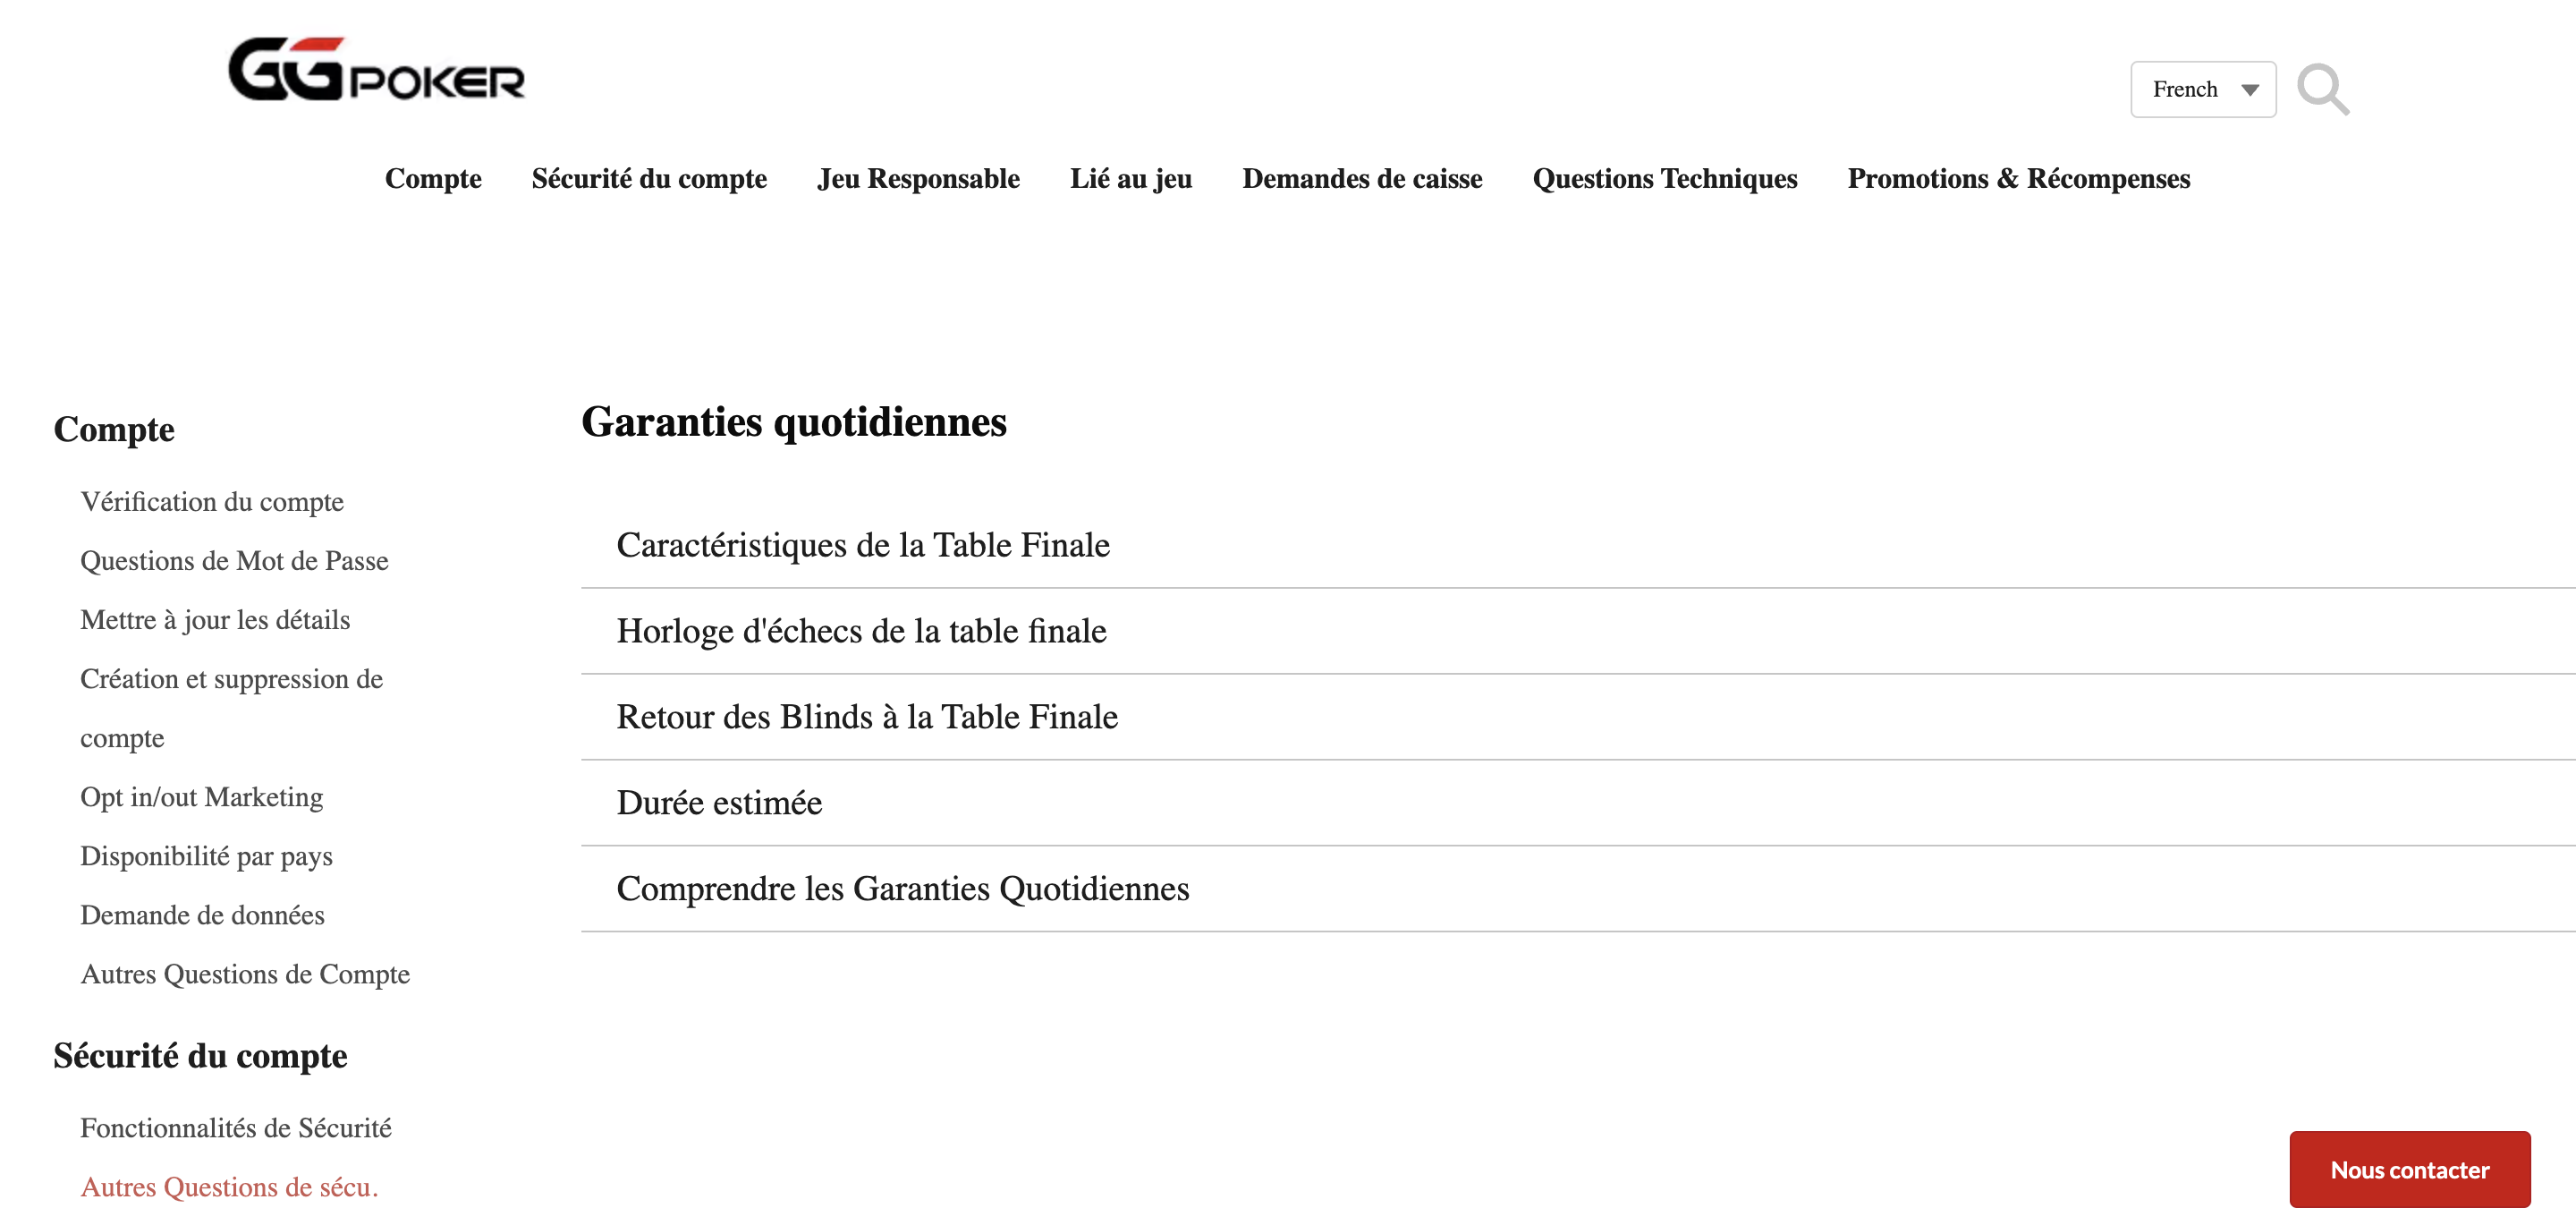 GGPOKER
French
Compte Sécurité du compte Jeu Responsable Lié au jeu Demandes de caisse Questions Techniques Promotions & Récompenses
Compte
Vérification du compte
Questions de Mot de Passe
Mettre à jour les détails
Création et suppression de
compte
Opt in/out Marketing
Disponibilité par pays
Demande de données
Autres Questions de Compte
Sécurité du compte
Fonctionnalités de Sécurité
Autres Questions de sécu.
Garanties quotidiennes
Caractéristiques de la Table Finale
Horloge d'échecs de la table finale
Retour des Blinds à la Table Finale
Durée estimée
Comprendre les Garanties Quotidiennes
Nous contacter